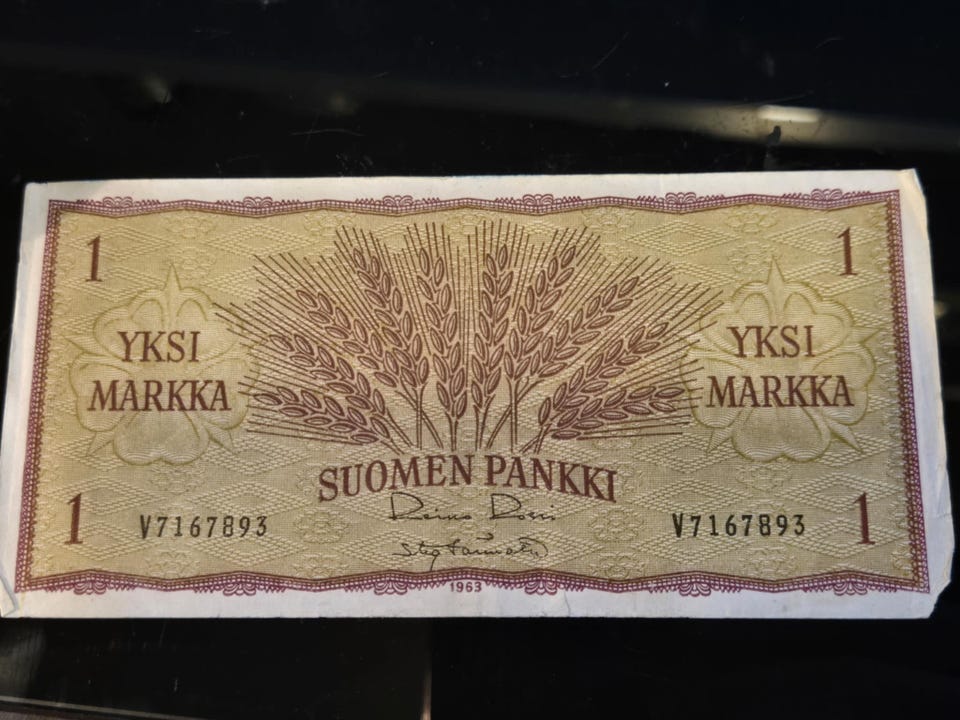 1
1
YKSI
MARKKA
YKSI
MARKKA
SUOMEN PANKKI
1
V7167893
V7167893
1
1963